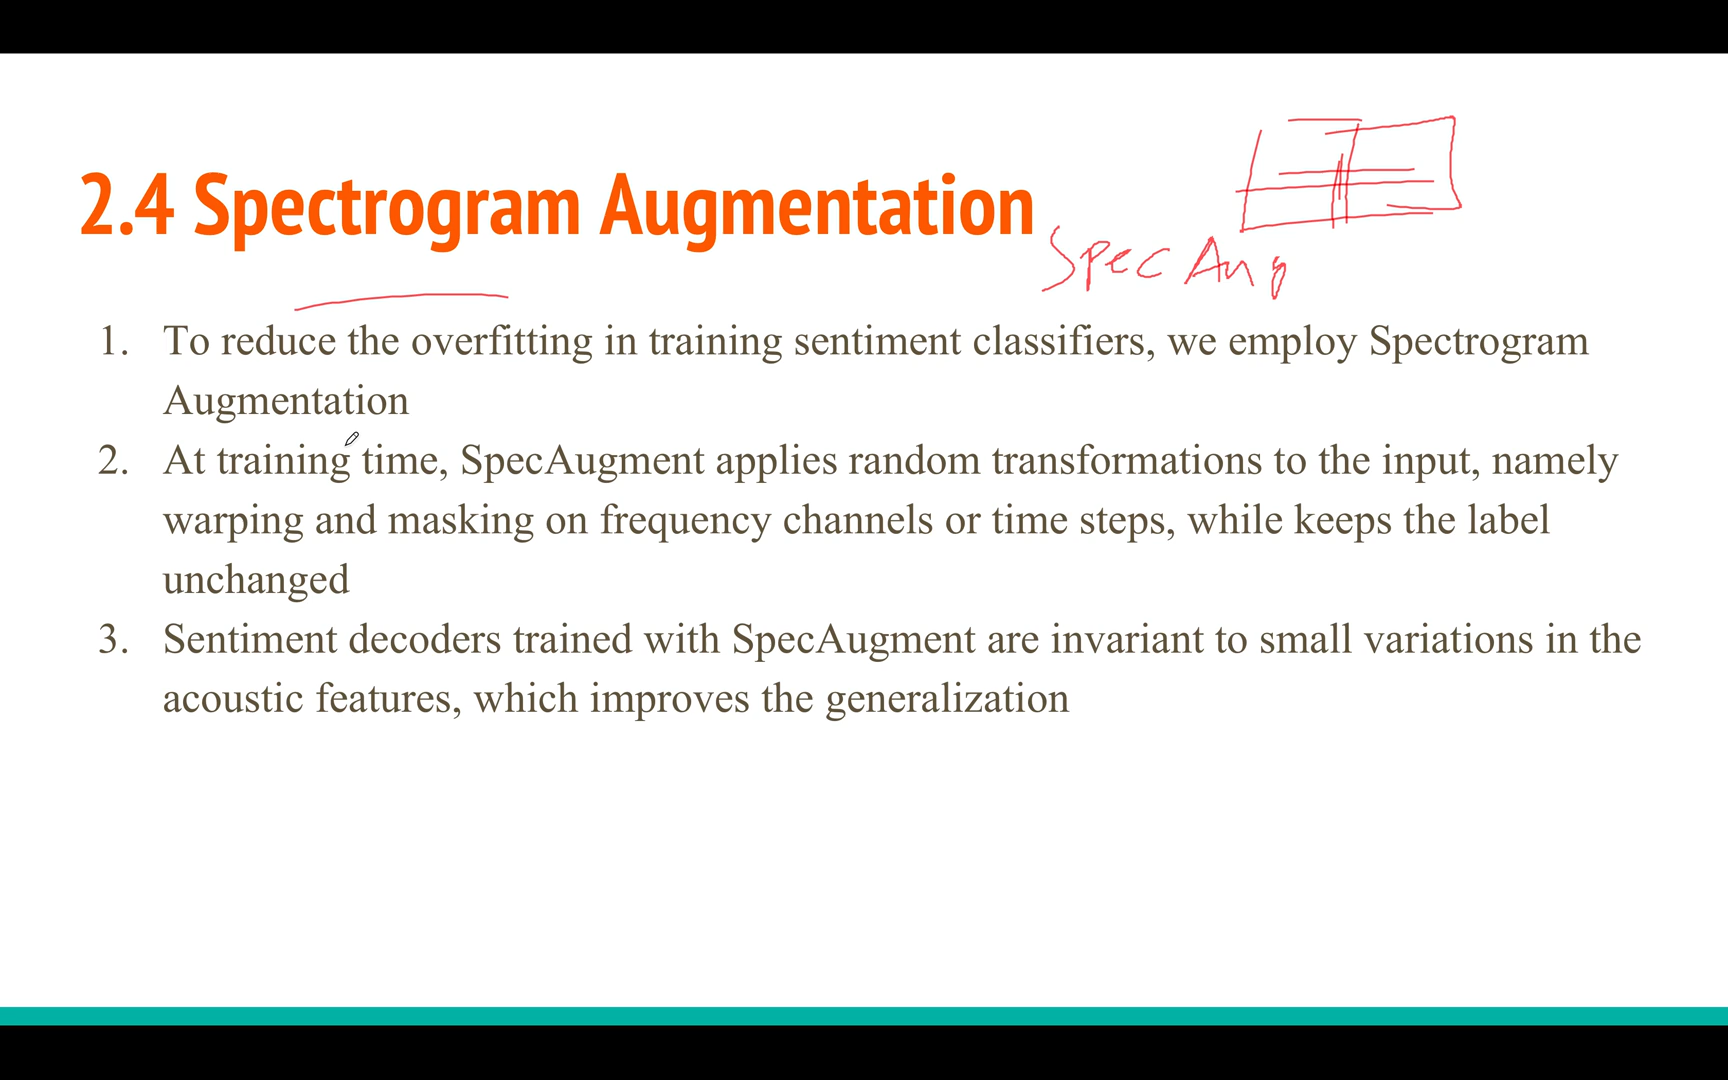 2.4 Spectrogram Augmentation
Spec Aug
1. To reduce the overfitting in training sentiment classifiers, we employ Spectrogram
Augmentation
2. At training time, SpecAugment applies random transformations to the input, namely
warping and masking on frequency channels or time steps, while keeps the label
unchanged
3. Sentiment decoders trained with SpecAugment are invariant to small variations in the
acoustic features, which improves the generalization